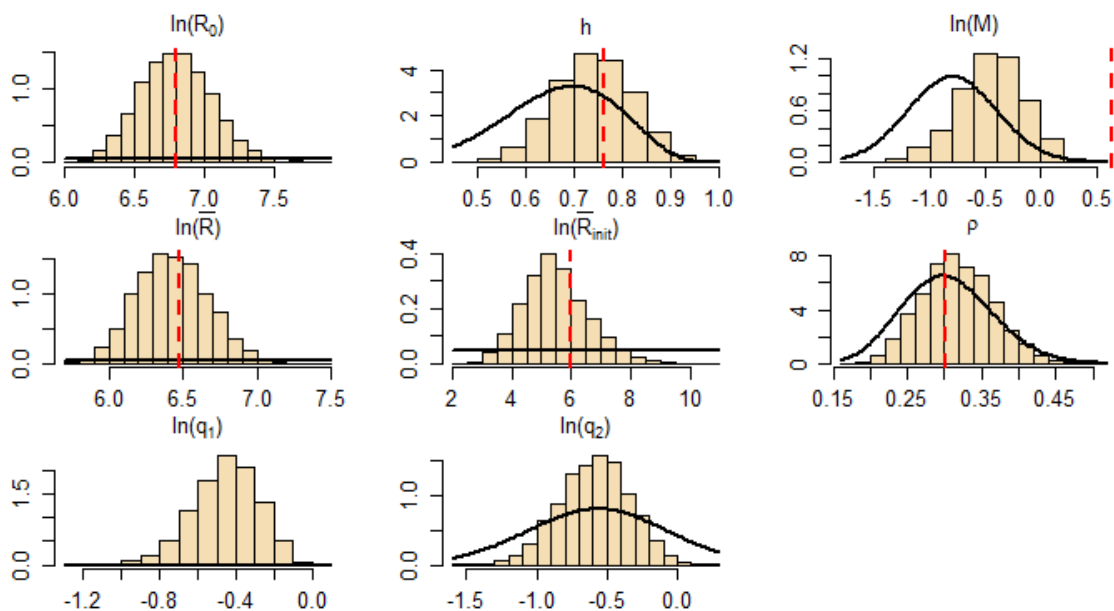 ln(R₀)
h
ln(M)
0.0 1.0
6.0 6.5 7.0 7.5
0 2 4
0.5 0.6 0.7 0.8 0.9 1.0
0.0 0.6 1.2
-1.5 -1.0 -0.5 0.0 0.5
ln(R̅)
ln(R̅init)
ρ
0.0 1.0
6.0 6.5 7.0 7.5
0.0 0.2 0.4
2 4 6 8 10
0 4 8
0.15 0.25 0.35 0.45
ln(q₁)
ln(q₂)
0.0 1.5
-1.2 -0.8 -0.4 0.0
0.0 1.0
-1.5 -1.0 -0.5 0.0